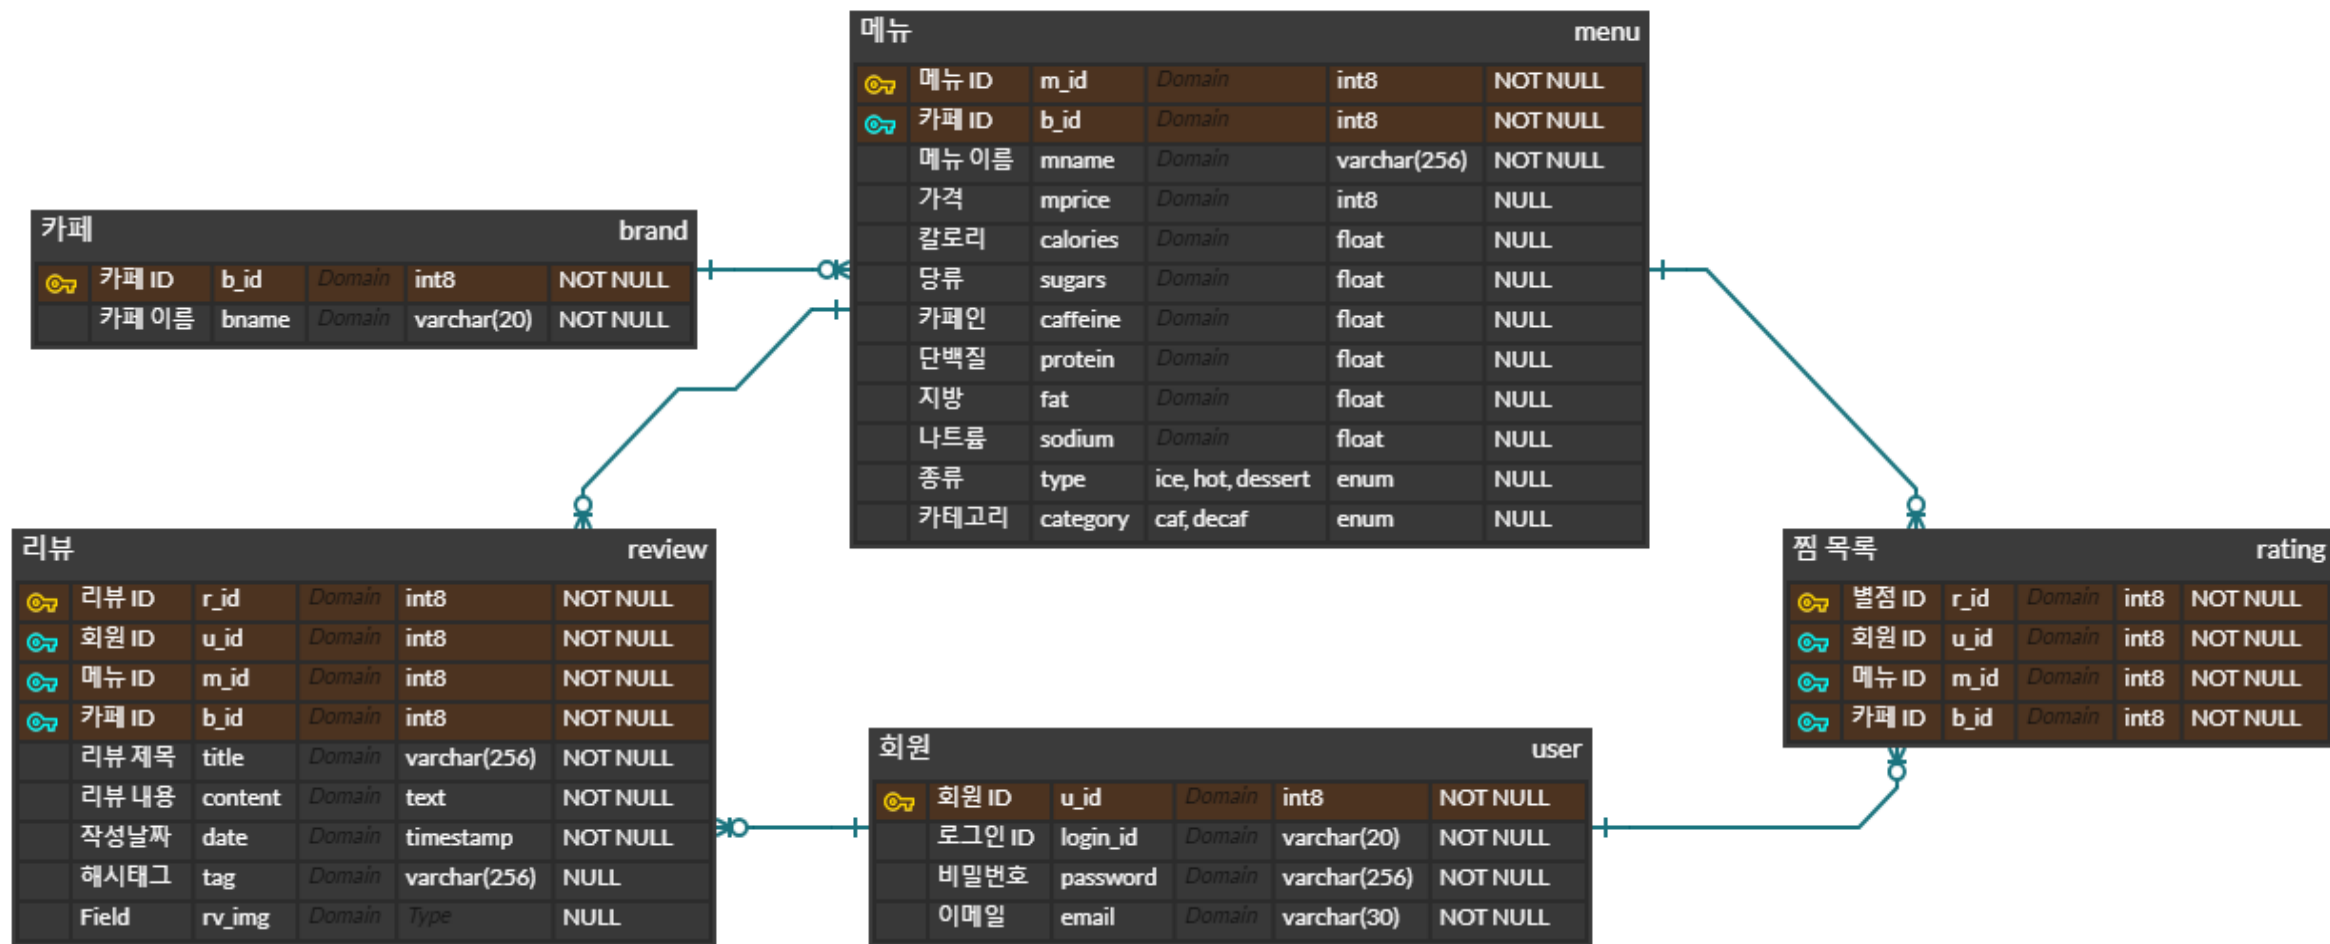 메뉴 menu
메뉴 ID m_id Domain int8 NOT NULL
카페 ID b_id Domain int8 NOT NULL
메뉴 이름 mname Domain varchar(256) NOT NULL
가격 mprice Domain int8 NULL
칼로리 calories Domain float NULL
당류 sugars Domain float NULL
카페인 caffeine Domain float NULL
단백질 protein Domain float NULL
지방 fat Domain float NULL
나트륨 sodium Domain float NULL
종류 type ice, hot, dessert enum NULL
카테고리 category caf, decaf enum NULL
카페 brand
카페 ID b_id Domain int8 NOT NULL
카페 이름 bname Domain varchar(20) NOT NULL
리뷰 review
리뷰 ID r_id Domain int8 NOT NULL
회원 ID u_id Domain int8 NOT NULL
메뉴 ID m_id Domain int8 NOT NULL
카페 ID b_id Domain int8 NOT NULL
리뷰 제목 title Domain varchar(256) NOT NULL
리뷰 내용 content Domain text NOT NULL
작성날짜 date Domain timestamp NOT NULL
해시태그 tag Domain varchar(256) NULL
Field rv_img Domain Type NULL
회원 user
회원 ID u_id Domain int8 NOT NULL
로그인 ID login_id Domain varchar(20) NOT NULL
비밀번호 password Domain varchar(256) NOT NULL
이메일 email Domain varchar(30) NOT NULL
찜 목록 rating
별점 ID r_id Domain int8 NOT NULL
회원 ID u_id Domain int8 NOT NULL
메뉴 ID m_id Domain int8 NOT NULL
카페 ID b_id Domain int8 NOT NULL